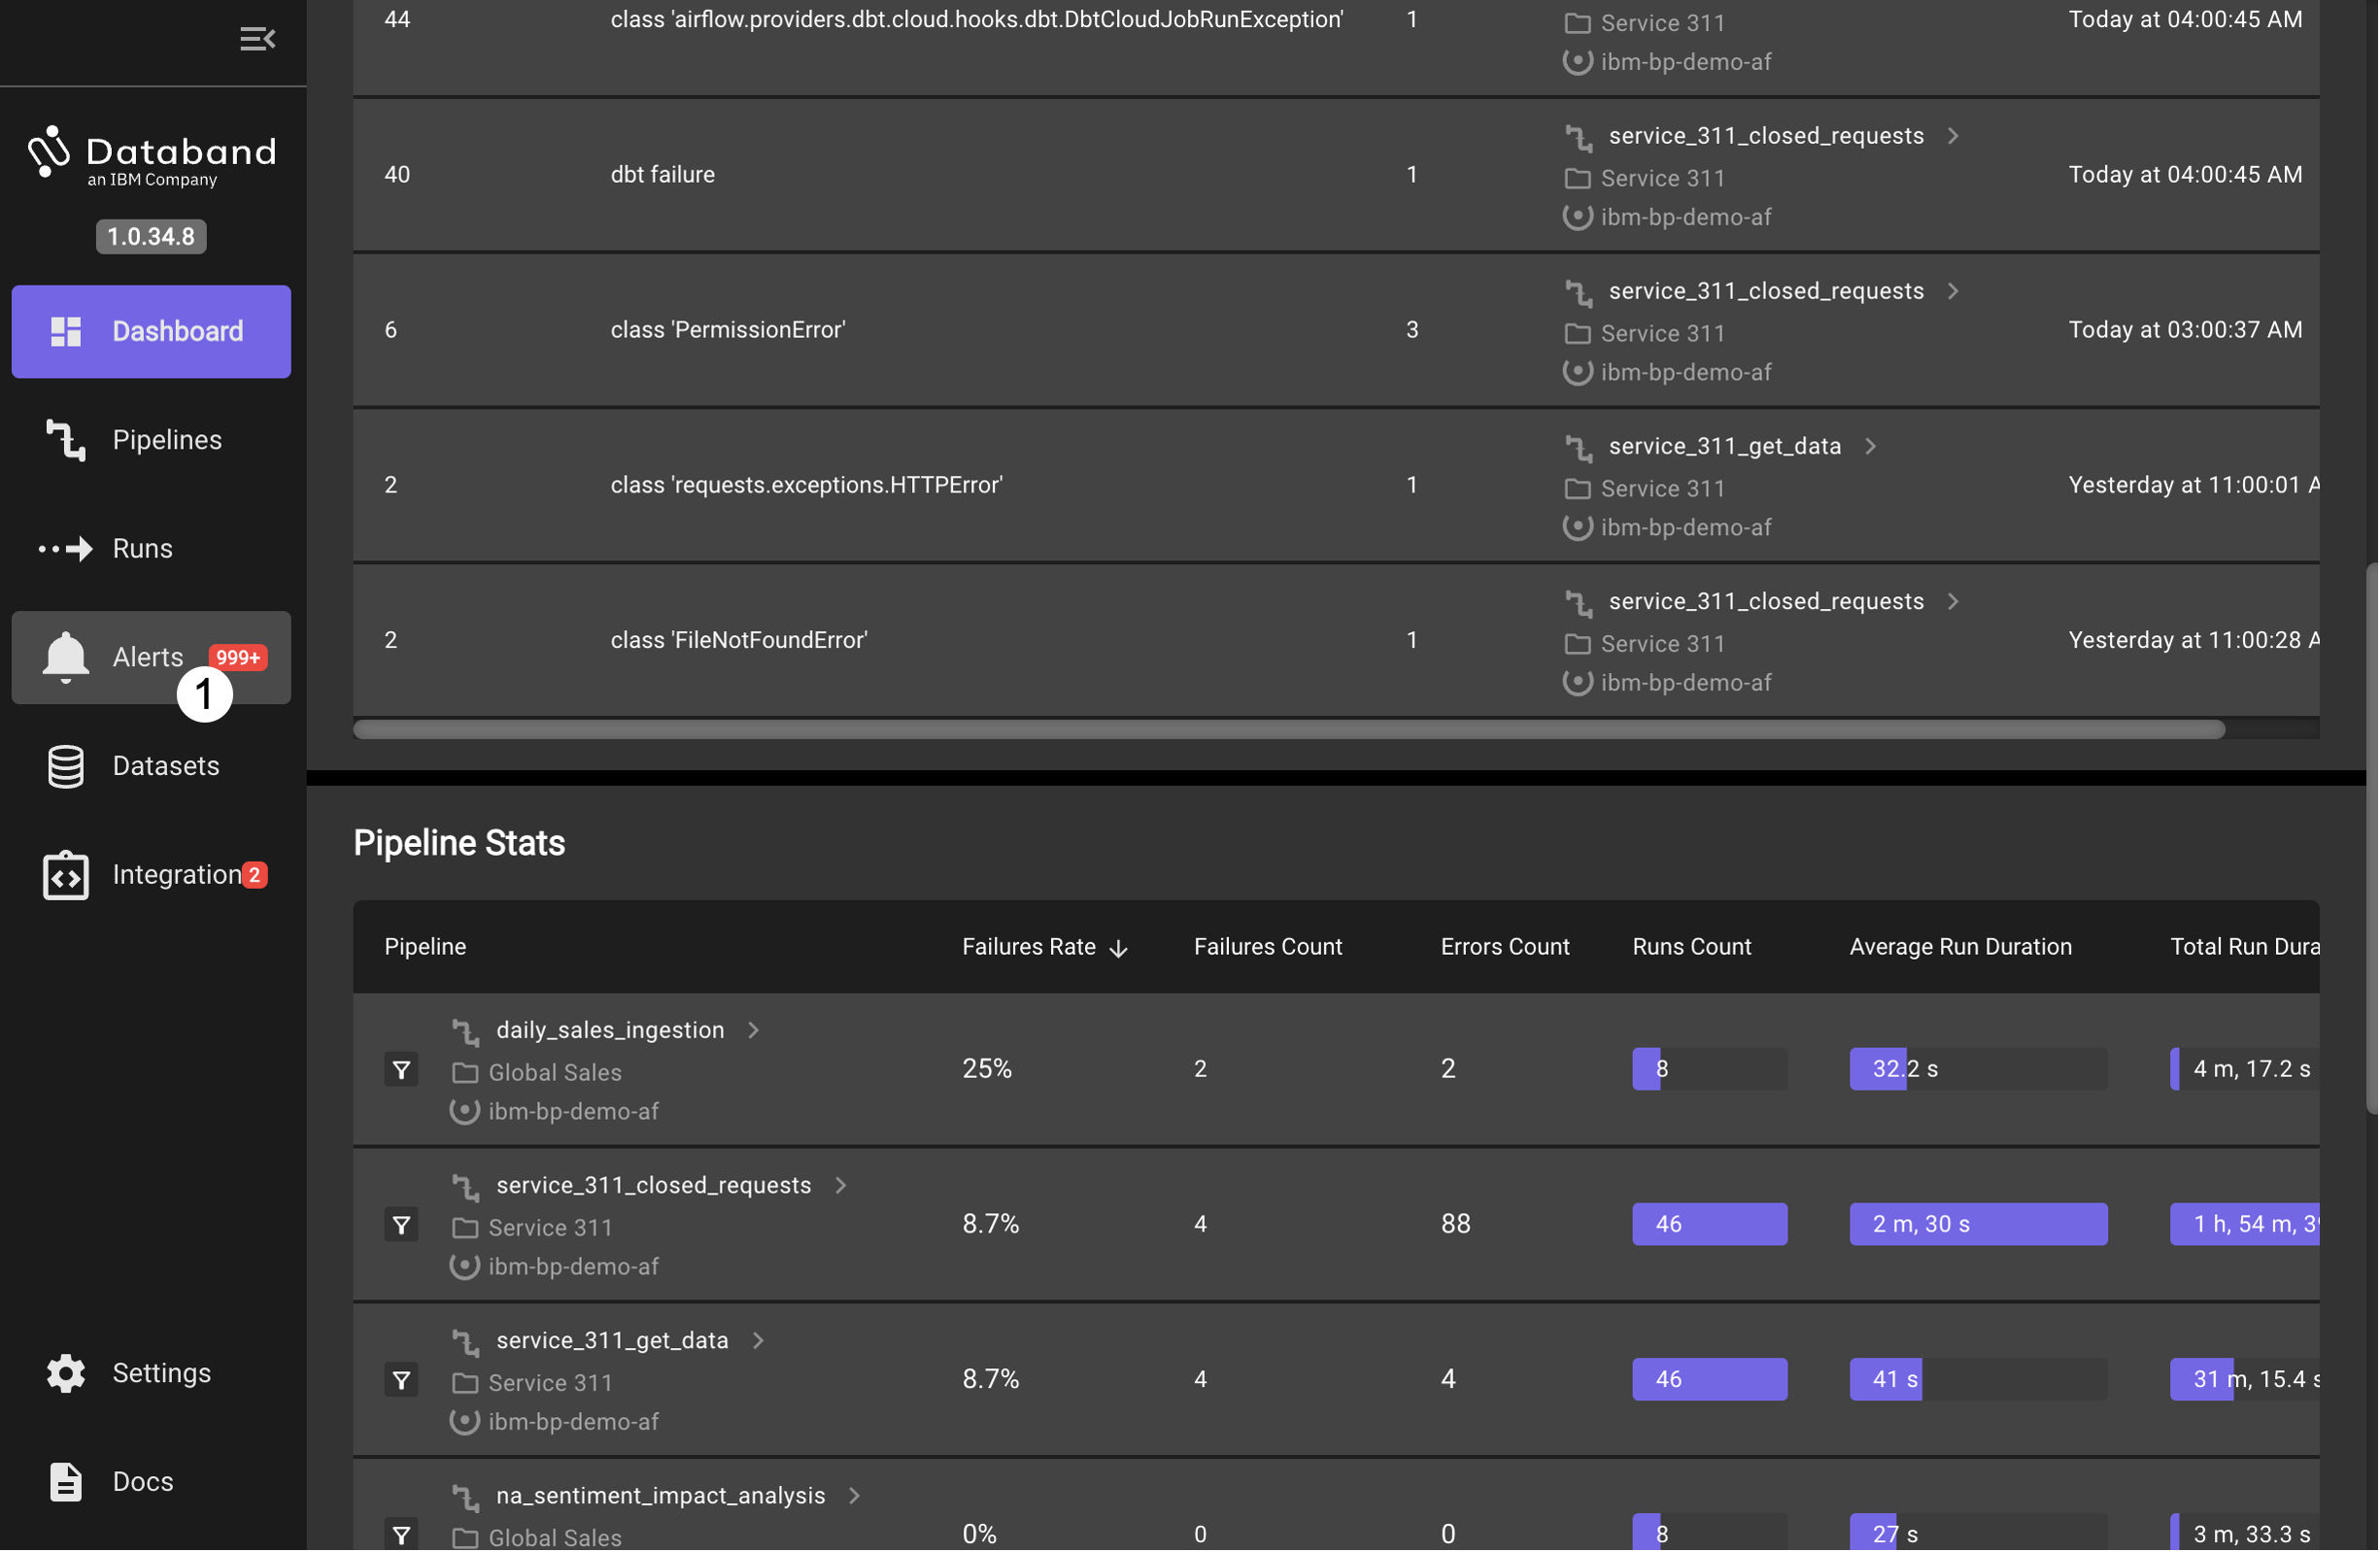 Databand
an IBM Company
1.0.34.8
Dashboard
Pipelines
Runs
Alerts 999+
1
Datasets
Integration 2
Settings
Docs
44 class 'airflow.providers.dbt.cloud.hooks.dbt.DbtCloudJobRunException' 1 Service 311 Today at 04:00:45 AM
ibm-bp-demo-af
service_311_closed_requests
40 dbt failure 1 Service 311 Today at 04:00:45 AM
ibm-bp-demo-af
service_311_closed_requests
6 class 'PermissionError' 3 Service 311 Today at 03:00:37 AM
ibm-bp-demo-af
service_311_get_data
2 class 'requests.exceptions.HTTPError' 1 Service 311 Yesterday at 11:00:01 A
ibm-bp-demo-af
service_311_closed_requests
2 class 'FileNotFoundError' 1 Service 311 Yesterday at 11:00:28 A
ibm-bp-demo-af
Pipeline Stats
Pipeline Failures Rate Failures Count Errors Count Runs Count Average Run Duration Total Run Dura
daily_sales_ingestion
Global Sales 25% 2 2 8 32.2 s 4 m, 17.2 s
ibm-bp-demo-af
service_311_closed_requests
Service 311 8.7% 4 88 46 2 m, 30 s 1 h, 54 m, 3
ibm-bp-demo-af
service_311_get_data
Service 311 8.7% 4 4 46 41 s 31 m, 15.4 s
ibm-bp-demo-af
na_sentiment_impact_analysis
Global Sales 0% 0 0 8 27 s 3 m, 33.3 s